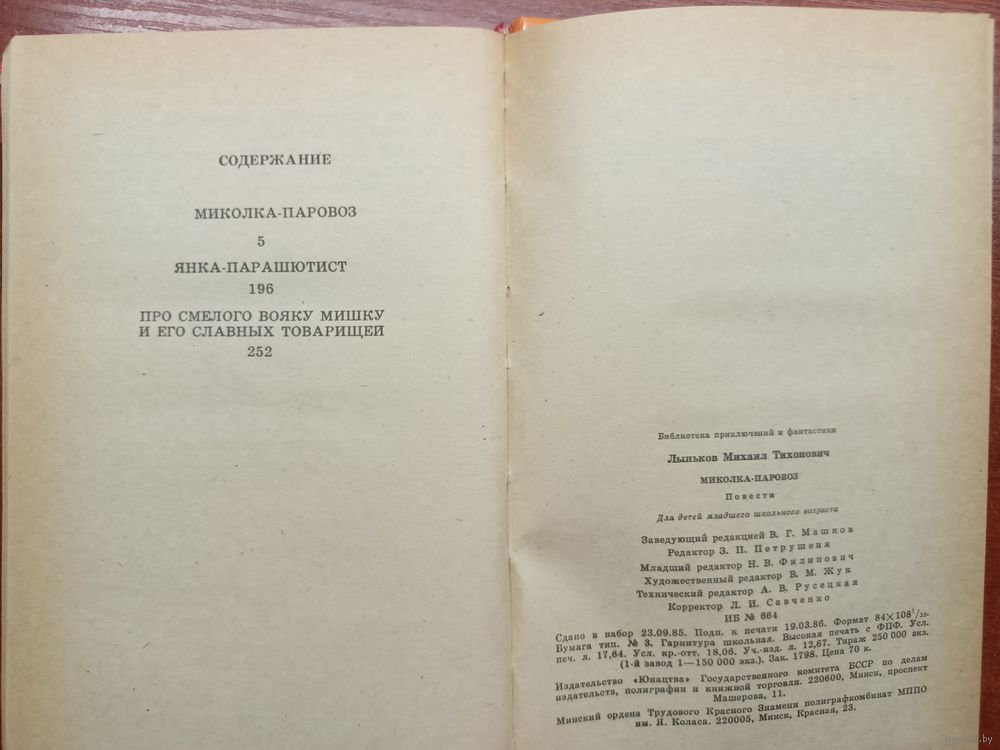 СОДЕРЖАНИЕ
МИКОЛКА-ПАРОВОЗ
5
ЯНКА-ПАРАШЮТИСТ
196
ПРО СМЕЛОГО ВОЯКУ МИШКУ
И ЕГО СЛАВНЫХ ТОВАРИЩЕЙ
252
Библиотека приключений и фантастики
Лыньков Михаил Тихонович
МИКОЛКА-ПАРОВОЗ
Повести
Для детей младшего школьного возраста
Заведующий редакцией В. Г. Машков
Редактор З. П. Петрушеня
Младший редактор Н. В. Филипович
Художественный редактор В. М. Жук
Технический редактор А. В. Русецкая
Корректор Л. И. Савченко
ИБ № 664
Сдано в набор 23.09.85. Подп. к печати 19.03.86. Формат 84×108¹/₃₂.
Бумага тип. № 3. Гарнитура школьная. Высокая печать с ФПФ. Усл.
печ. л. 17,64. Усл. кр.-отт. 18,06. Уч.-изд. л. 12,67. Тираж 250 000 экз.
(1-й завод 1—150 000 экз.). Зак. 1798. Цена 70 к.
Издательство «Юнацтва» Государственного комитета БССР по делам
издательств, полиграфии и книжной торговли. 220600, Минск, проспект
Машерова, 11.
Минский ордена Трудового Красного Знамени полиграфкомбинат МППО
им. Я. Коласа. 220005, Минск, Красная, 23.